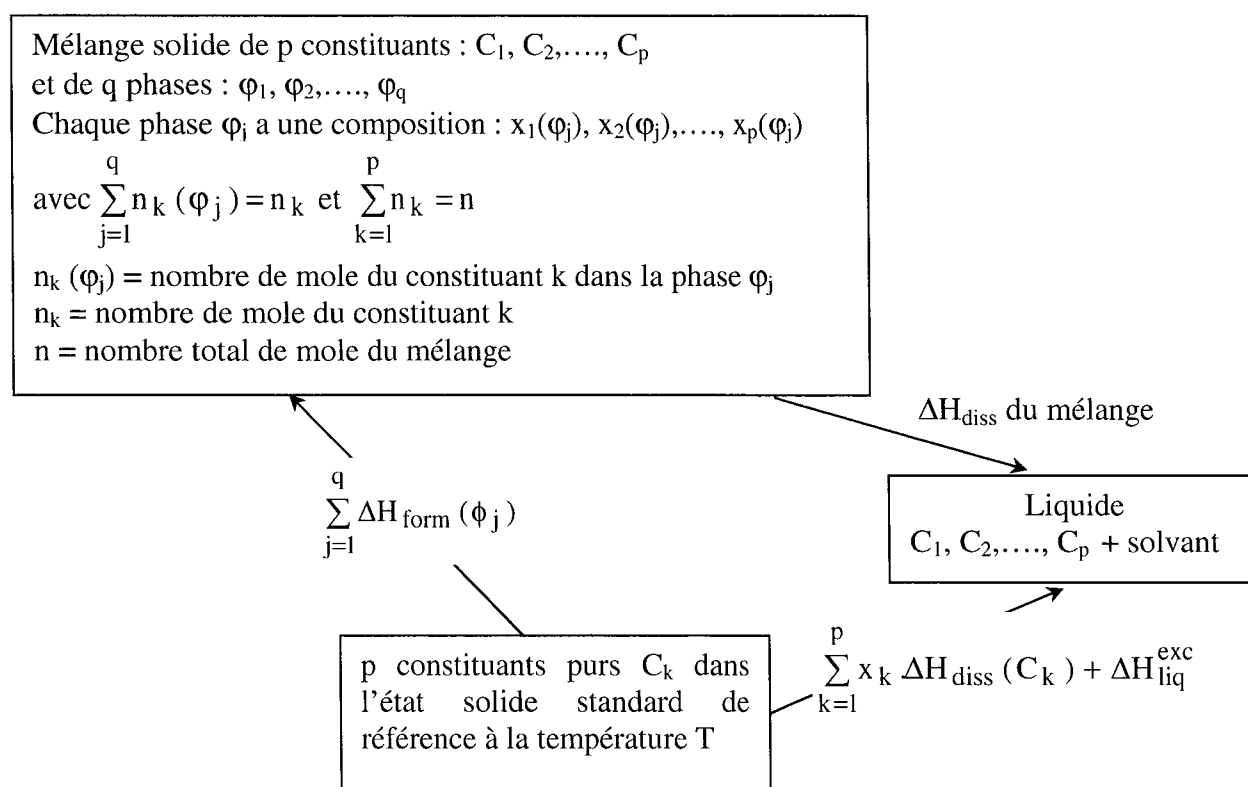 Mélange solide de p constituants : C₁, C₂,...., Cₚ
et de q phases : φ₁, φ₂,...., φ_q
Chaque phase φⱼ a une composition : x₁(φⱼ), x₂(φⱼ),...., xₚ(φⱼ)
avec ∑_{j=1}^{q} n_k (φ_j) = n_k et ∑_{k=1}^{p} n_k = n
n_k (φⱼ) = nombre de mole du constituant k dans la phase φⱼ
n_k = nombre de mole du constituant k
n = nombre total de mole du mélange
ΔH_diss du mélange
∑_{j=1}^{q} ΔH_form (ϕ_j)
Liquide
C₁, C₂,...., Cₚ + solvant
p constituants purs C_k dans
l'état solide standard de
référence à la température T
∑_{k=1}^{p} x_k ΔH_diss (C_k) + ΔH_liq^exc